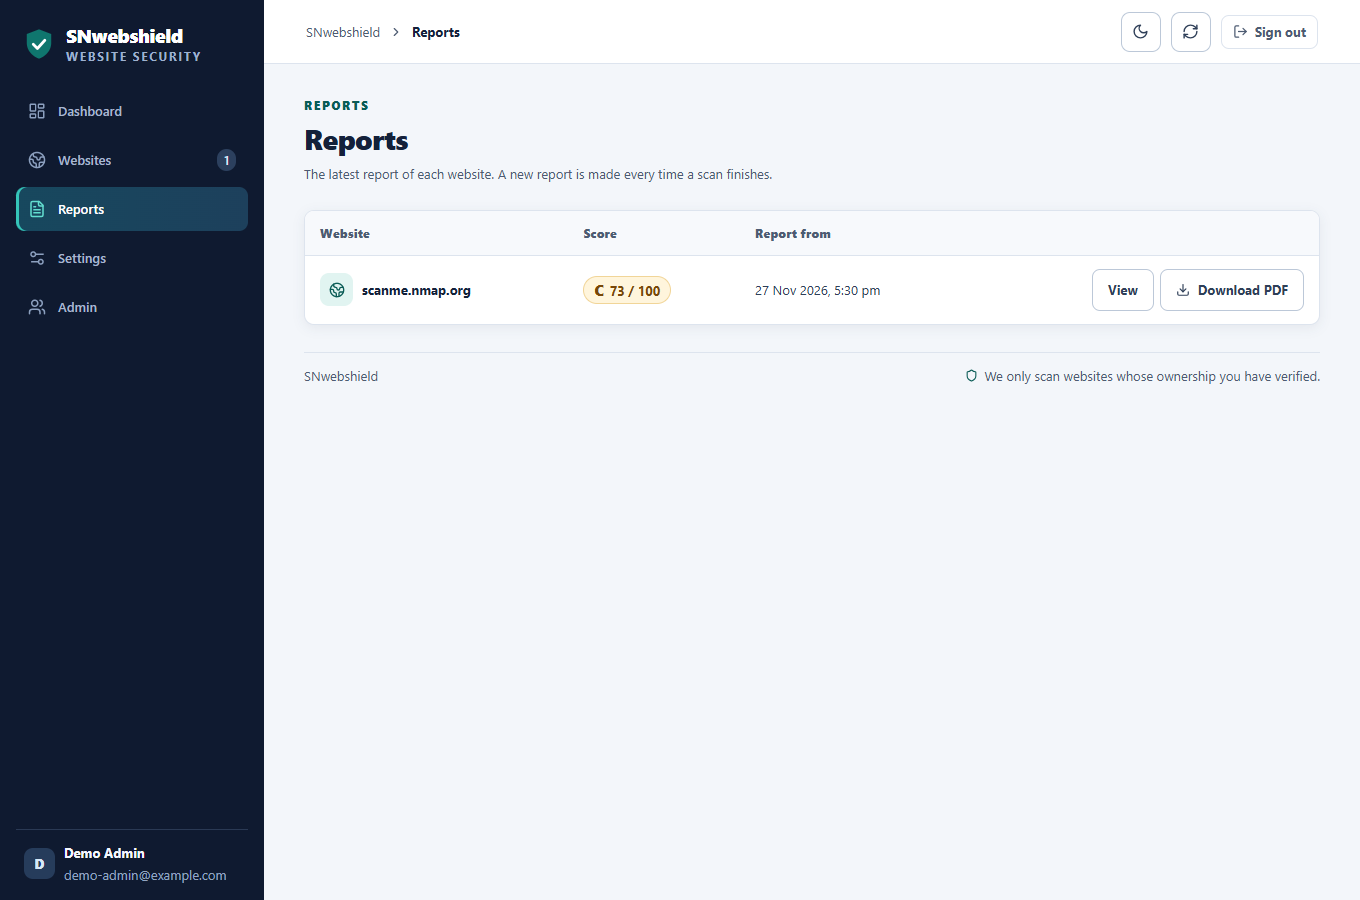 SNwebshield
WEBSITE SECURITY
Dashboard
Websites 1
Reports
Settings
Admin
D
Demo Admin
demo-admin@example.com
SNwebshield > Reports
Sign out
REPORTS
Reports
The latest report of each website. A new report is made every time a scan finishes.
Website Score Report from
scanme.nmap.org C 73 / 100 27 Nov 2026, 5:30 pm View Download PDF
SNwebshield We only scan websites whose ownership you have verified.